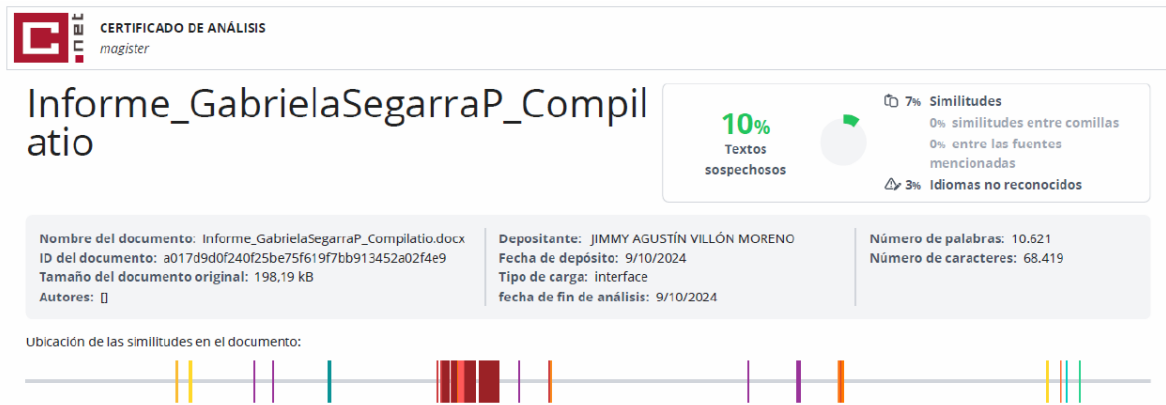 C
.net
CERTIFICADO DE ANÁLISIS
magister
Informe_GabrielaSegarraP_Compil
atio
10%
Textos
sospechosos
7% Similitudes
0% similitudes entre comillas
0% entre las fuentes
mencionadas
3% Idiomas no reconocidos
Nombre del documento: Informe_GabrielaSegarraP_Compilatio.docx
ID del documento: a017d9d0f240f25be75f619f7bb913452a02f4e9
Tamaño del documento original: 198,19 kB
Autores: []
Depositante: JIMMY AGUSTÍN VILLÓN MORENO
Fecha de depósito: 9/10/2024
Tipo de carga: interface
fecha de fin de análisis: 9/10/2024
Número de palabras: 10.621
Número de caracteres: 68.419
Ubicación de las similitudes en el documento: